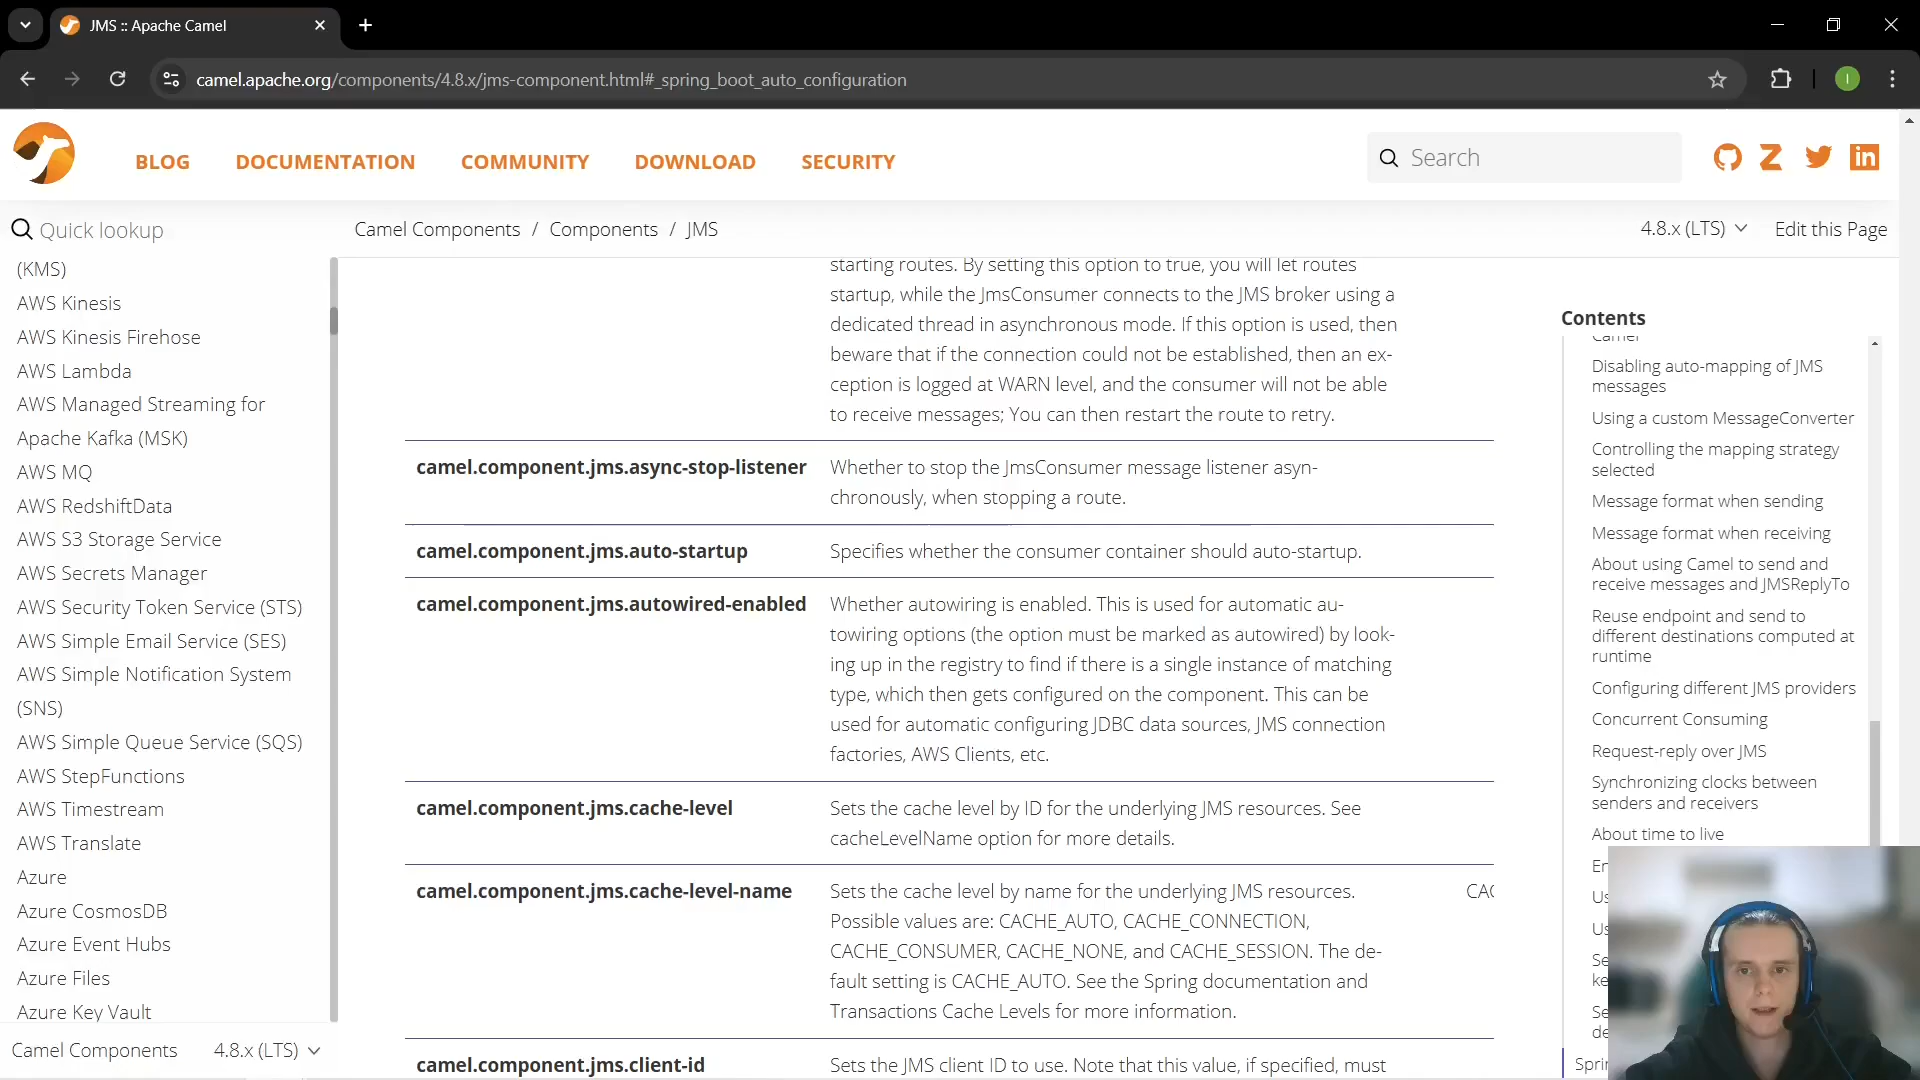 JMS :: Apache Camel
camel.apache.org/components/4.8.x/jms-component.html#_spring_boot_auto_configuration
I
BLOG
DOCUMENTATION
COMMUNITY
DOWNLOAD
SECURITY
Search
Quick lookup
Camel Components / Components / JMS
4.8.x (LTS)
Edit this Page
(KMS)
AWS Kinesis
AWS Kinesis Firehose
AWS Lambda
AWS Managed Streaming for
Apache Kafka (MSK)
AWS MQ
AWS RedshiftData
AWS S3 Storage Service
AWS Secrets Manager
AWS Security Token Service (STS)
AWS Simple Email Service (SES)
AWS Simple Notification System
(SNS)
AWS Simple Queue Service (SQS)
AWS StepFunctions
AWS Timestream
AWS Translate
Azure
Azure CosmosDB
Azure Event Hubs
Azure Files
Azure Key Vault
Camel Components
4.8.x (LTS)
starting routes. By setting this option to true, you will let routes
startup, while the JmsConsumer connects to the JMS broker using a
dedicated thread in asynchronous mode. If this option is used, then
beware that if the connection could not be established, then an ex-
ception is logged at WARN level, and the consumer will not be able
to receive messages; You can then restart the route to retry.
camel.component.jms.async-stop-listener
Whether to stop the JmsConsumer message listener asyn-
chronously, when stopping a route.
camel.component.jms.auto-startup
Specifies whether the consumer container should auto-startup.
camel.component.jms.autowired-enabled
Whether autowiring is enabled. This is used for automatic au-
towiring options (the option must be marked as autowired) by look-
ing up in the registry to find if there is a single instance of matching
type, which then gets configured on the component. This can be
used for automatic configuring JDBC data sources, JMS connection
factories, AWS Clients, etc.
camel.component.jms.cache-level
Sets the cache level by ID for the underlying JMS resources. See
cacheLevelName option for more details.
camel.component.jms.cache-level-name
Sets the cache level by name for the underlying JMS resources.
Possible values are: CACHE_AUTO, CACHE_CONNECTION,
CACHE_CONSUMER, CACHE_NONE, and CACHE_SESSION. The de-
fault setting is CACHE_AUTO. See the Spring documentation and
Transactions Cache Levels for more information.
CAC
camel.component.jms.client-id
Sets the JMS client ID to use. Note that this value, if specified, must
Contents
Camel
Disabling auto-mapping of JMS
messages
Using a custom MessageConverter
Controlling the mapping strategy
selected
Message format when sending
Message format when receiving
About using Camel to send and
receive messages and JMSReplyTo
Reuse endpoint and send to
different destinations computed at
runtime
Configuring different JMS providers
Concurrent Consuming
Request-reply over JMS
Synchronizing clocks between
senders and receivers
About time to live
En
Us
Us
Se
ke
Se
de
Sprin